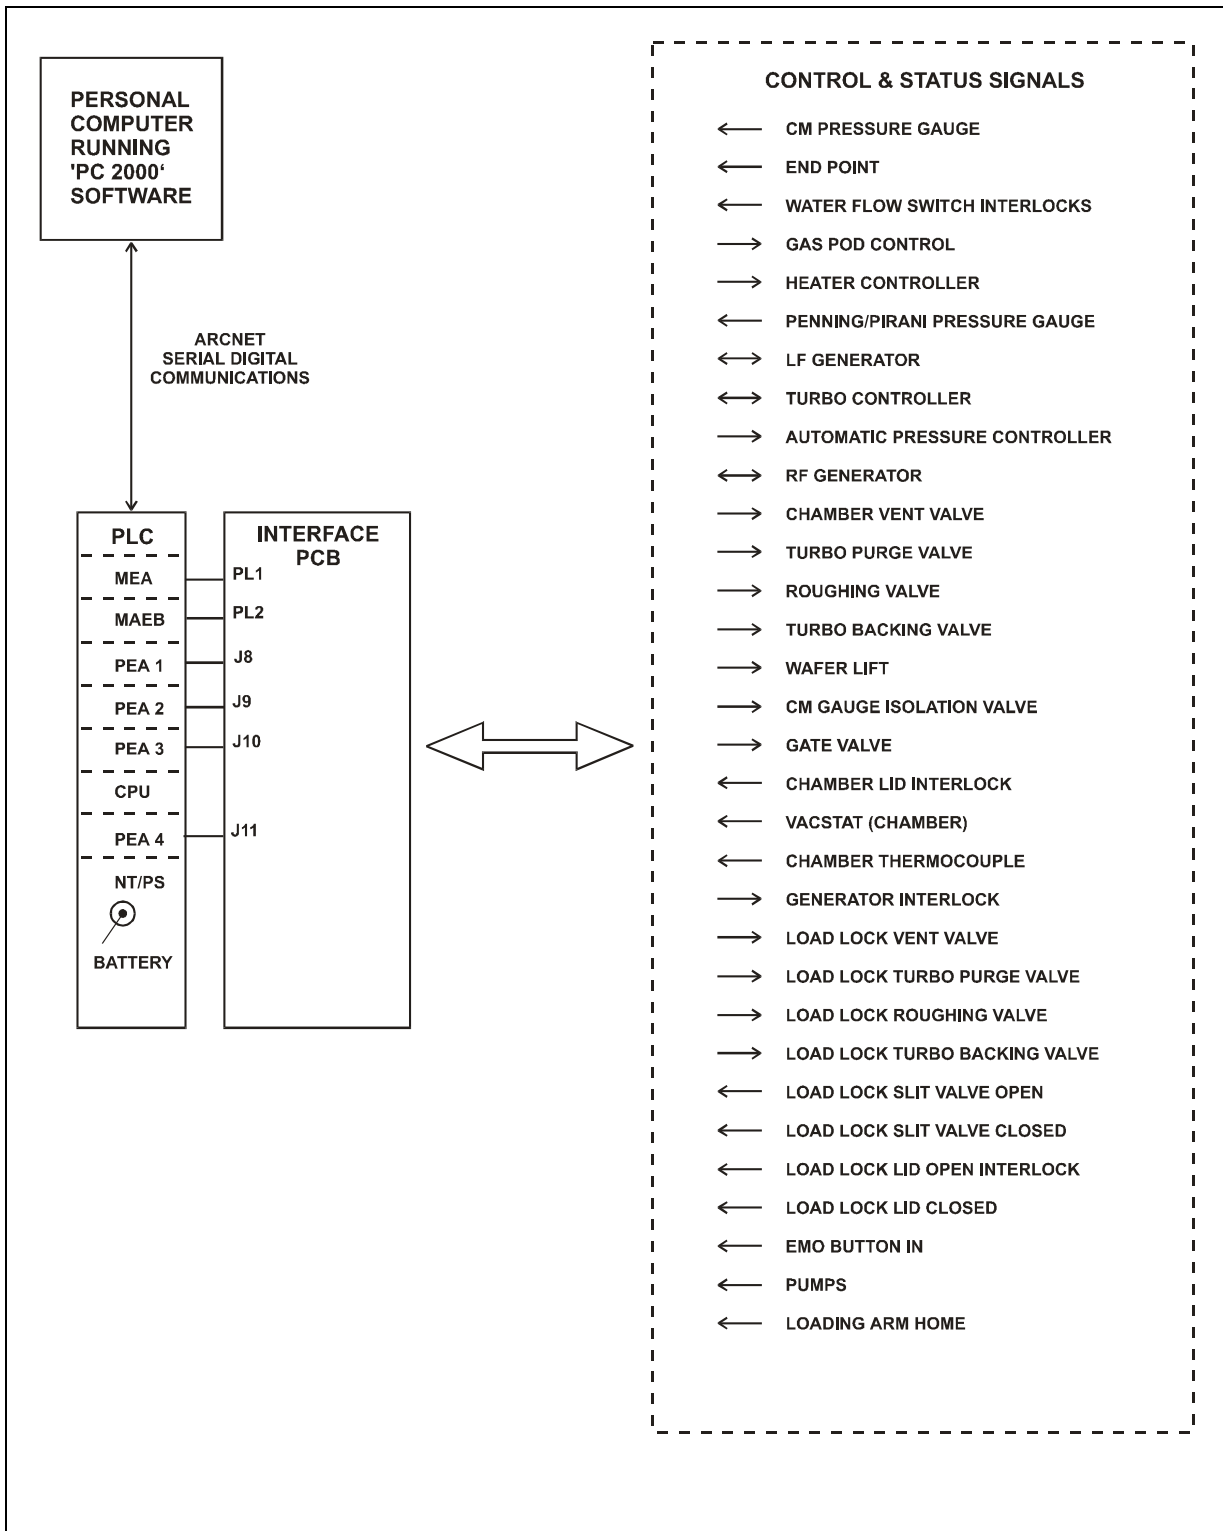 PERSONAL
COMPUTER
RUNNING
'PC 2000‘
SOFTWARE
ARCNET
SERIAL DIGITAL
COMMUNICATIONS
PLC
MEA
MAEB
PEA 1
PEA 2
PEA 3
CPU
PEA 4
NT/PS
BATTERY
INTERFACE
PCB
PL1
PL2
J8
J9
J10
J11
CONTROL & STATUS SIGNALS
CM PRESSURE GAUGE
END POINT
WATER FLOW SWITCH INTERLOCKS
GAS POD CONTROL
HEATER CONTROLLER
PENNING/PIRANI PRESSURE GAUGE
LF GENERATOR
TURBO CONTROLLER
AUTOMATIC PRESSURE CONTROLLER
RF GENERATOR
CHAMBER VENT VALVE
TURBO PURGE VALVE
ROUGHING VALVE
TURBO BACKING VALVE
WAFER LIFT
CM GAUGE ISOLATION VALVE
GATE VALVE
CHAMBER LID INTERLOCK
VACSTAT (CHAMBER)
CHAMBER THERMOCOUPLE
GENERATOR INTERLOCK
LOAD LOCK VENT VALVE
LOAD LOCK TURBO PURGE VALVE
LOAD LOCK ROUGHING VALVE
LOAD LOCK TURBO BACKING VALVE
LOAD LOCK SLIT VALVE OPEN
LOAD LOCK SLIT VALVE CLOSED
LOAD LOCK LID OPEN INTERLOCK
LOAD LOCK LID CLOSED
EMO BUTTON IN
PUMPS
LOADING ARM HOME